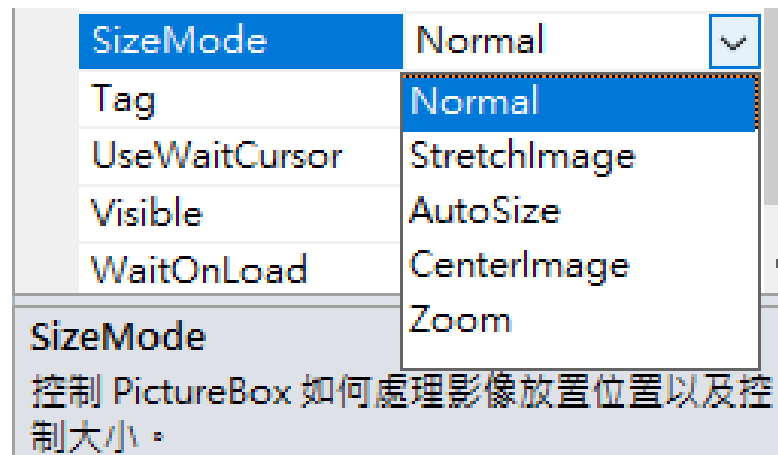 SizeMode Normal
Tag Normal
UseWaitCursor StretchImage
Visible AutoSize
WaitOnLoad CenterImage
Zoom
SizeMode
控制 PictureBox 如何處理影像放置位置以及控
制大小。